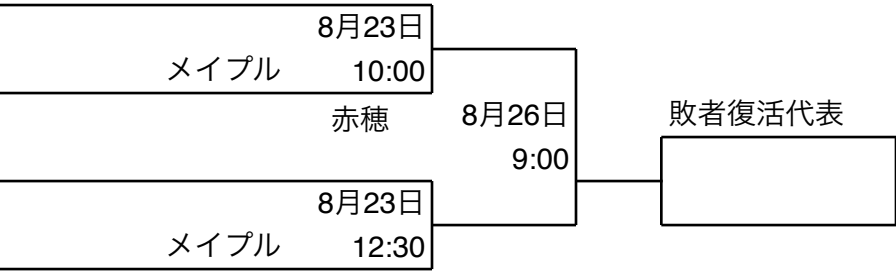 8月23日
メイプル 10:00
赤穂 8月26日 敗者復活代表
9:00
8月23日
メイプル 12:30